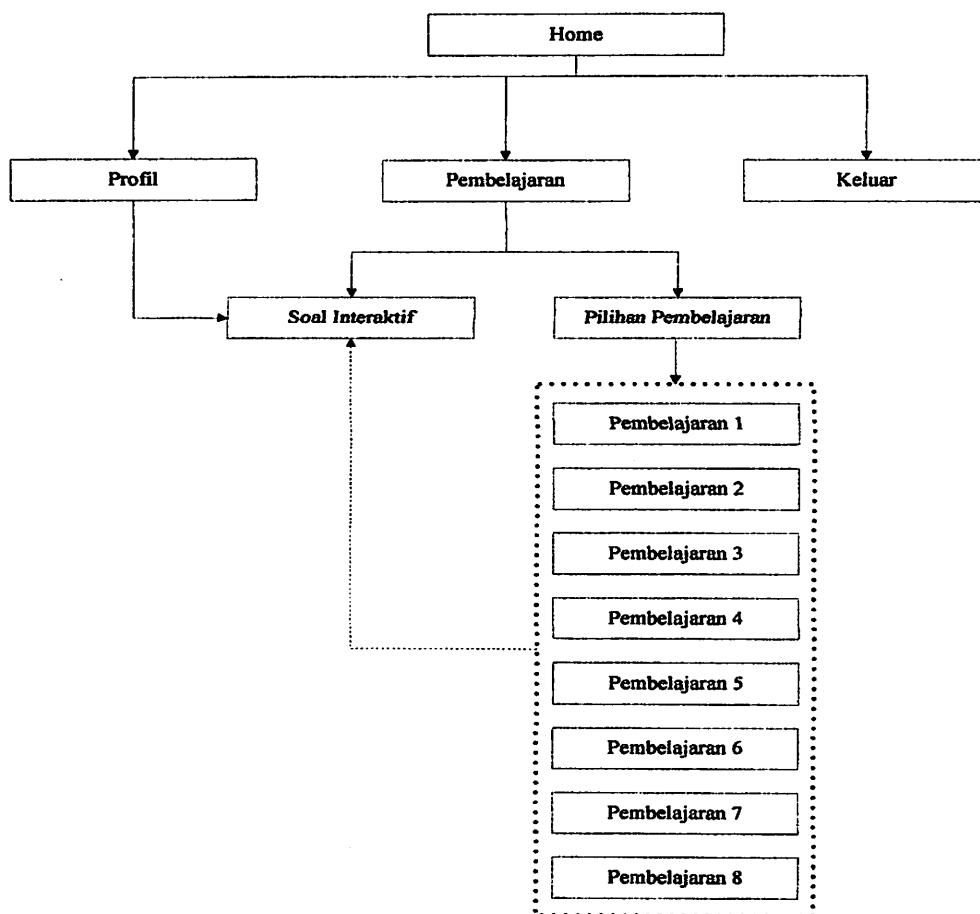 Home
Profil
Pembelajaran
Keluar
Soal Interaktif
Pilihan Pembelajaran
Pembelajaran 1
Pembelajaran 2
Pembelajaran 3
Pembelajaran 4
Pembelajaran 5
Pembelajaran 6
Pembelajaran 7
Pembelajaran 8